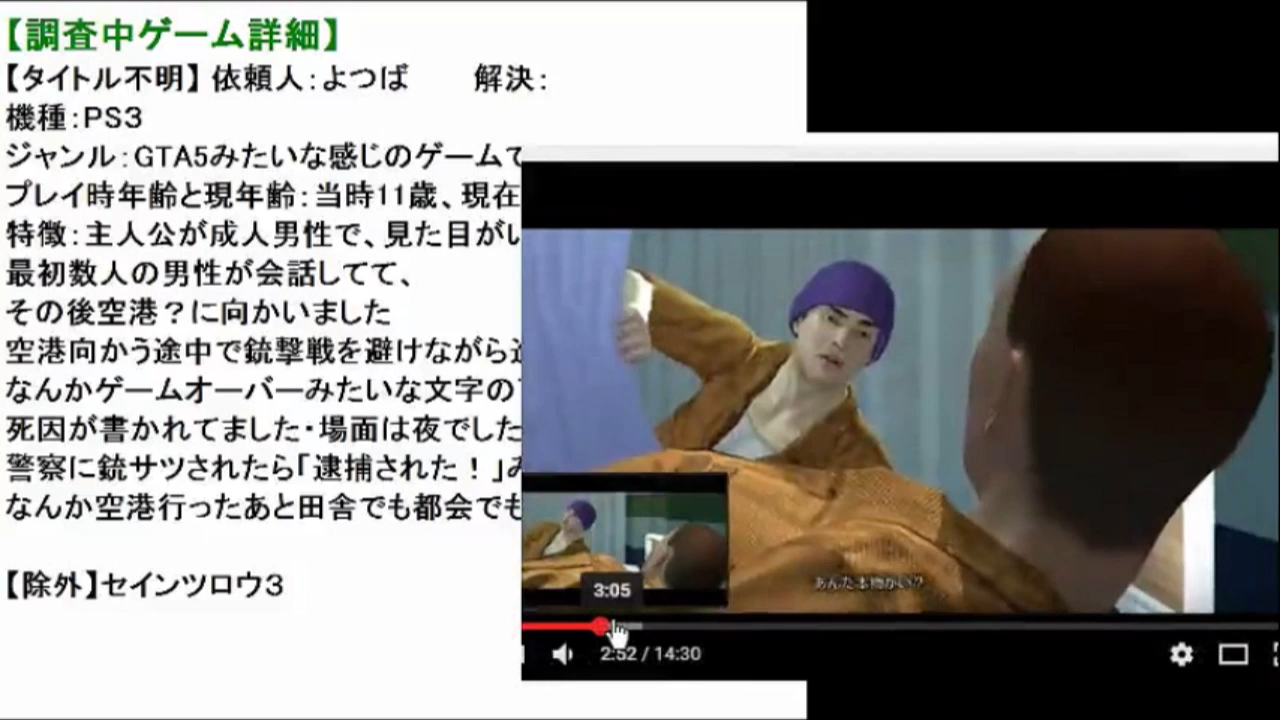 【調査中ゲーム詳細】
【タイトル不明】 依頼人：よつば 解決：
機種：PS3
ジャンル：GTA5みたいな感じのゲームで
プレイ時年齢と現年齢：当時11歳、現在
特徴：主人公が成人男性で、見た目がい
最初数人の男性が会話してて、
その後空港？に向かいました
空港向かう途中で銃撃戦を避けながら
なんかゲームオーバーみたいな文字の
死因が書かれてました・場面は夜でした
警察に銃サツされたら「逮捕された！」み
なんか空港行ったあと田舎でも都会でも
【除外】セインツロウ3
あんた本物かい？
3:05
2:52 / 14:30